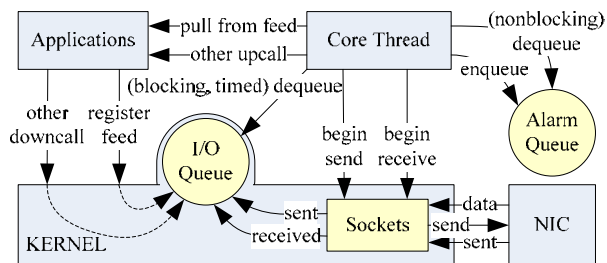 Applications
pull from feed
other upcall
Core Thread
(nonblocking)
dequeue
enqueue
(blocking, timed) dequeue
other
downcall
register
feed
I/O
Queue
begin
send
begin
receive
Alarm
Queue
sent
received
Sockets
data
send
sent
NIC
KERNEL